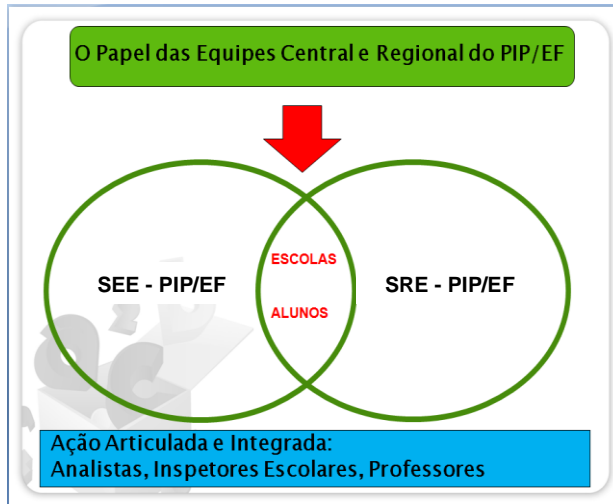 O Papel das Equipes Central e Regional do PIP/EF
ESCOLAS
SEE - PIP/EF
SRE - PIP/EF
ALUNOS
Ação Articulada e Integrada:
Analistas, Inspetores Escolares, Professores